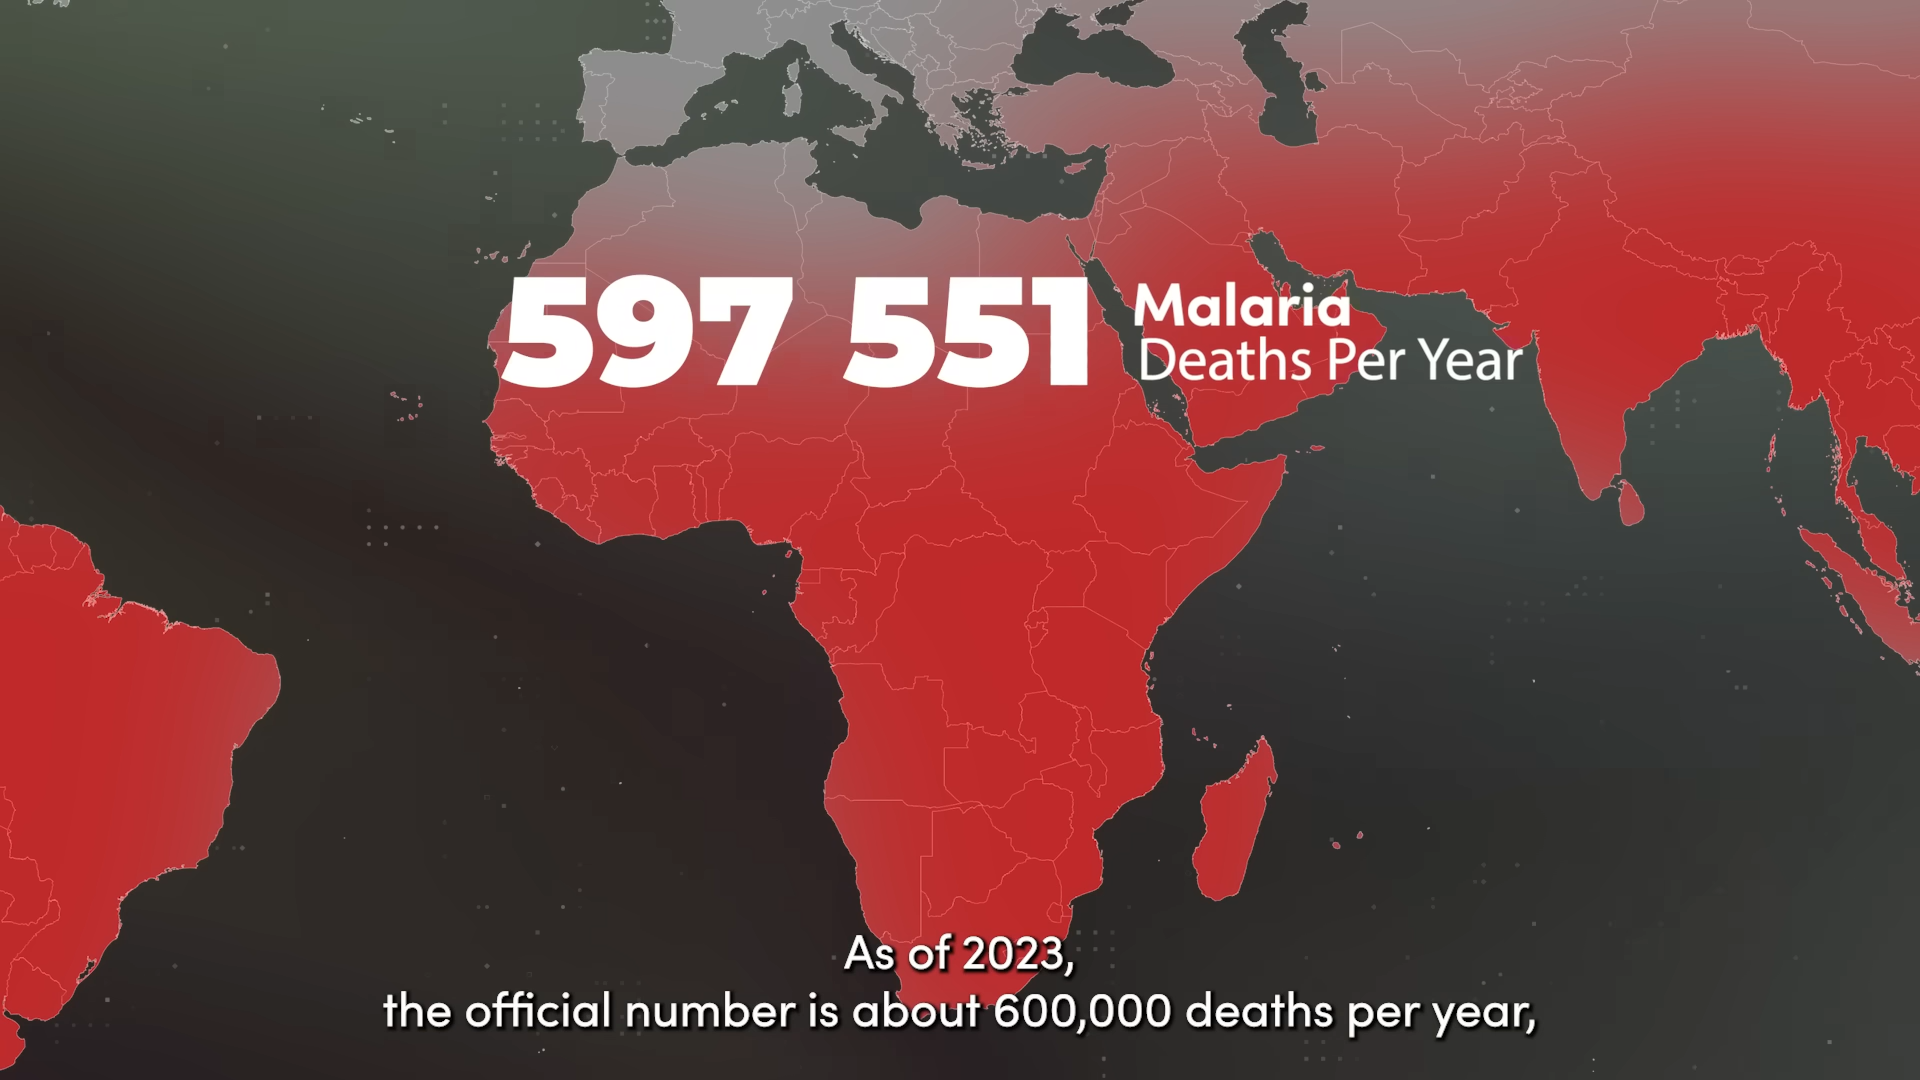 597 551
Malaria
Deaths Per Year
As of 2023,
the official number is about 600,000 deaths per year,